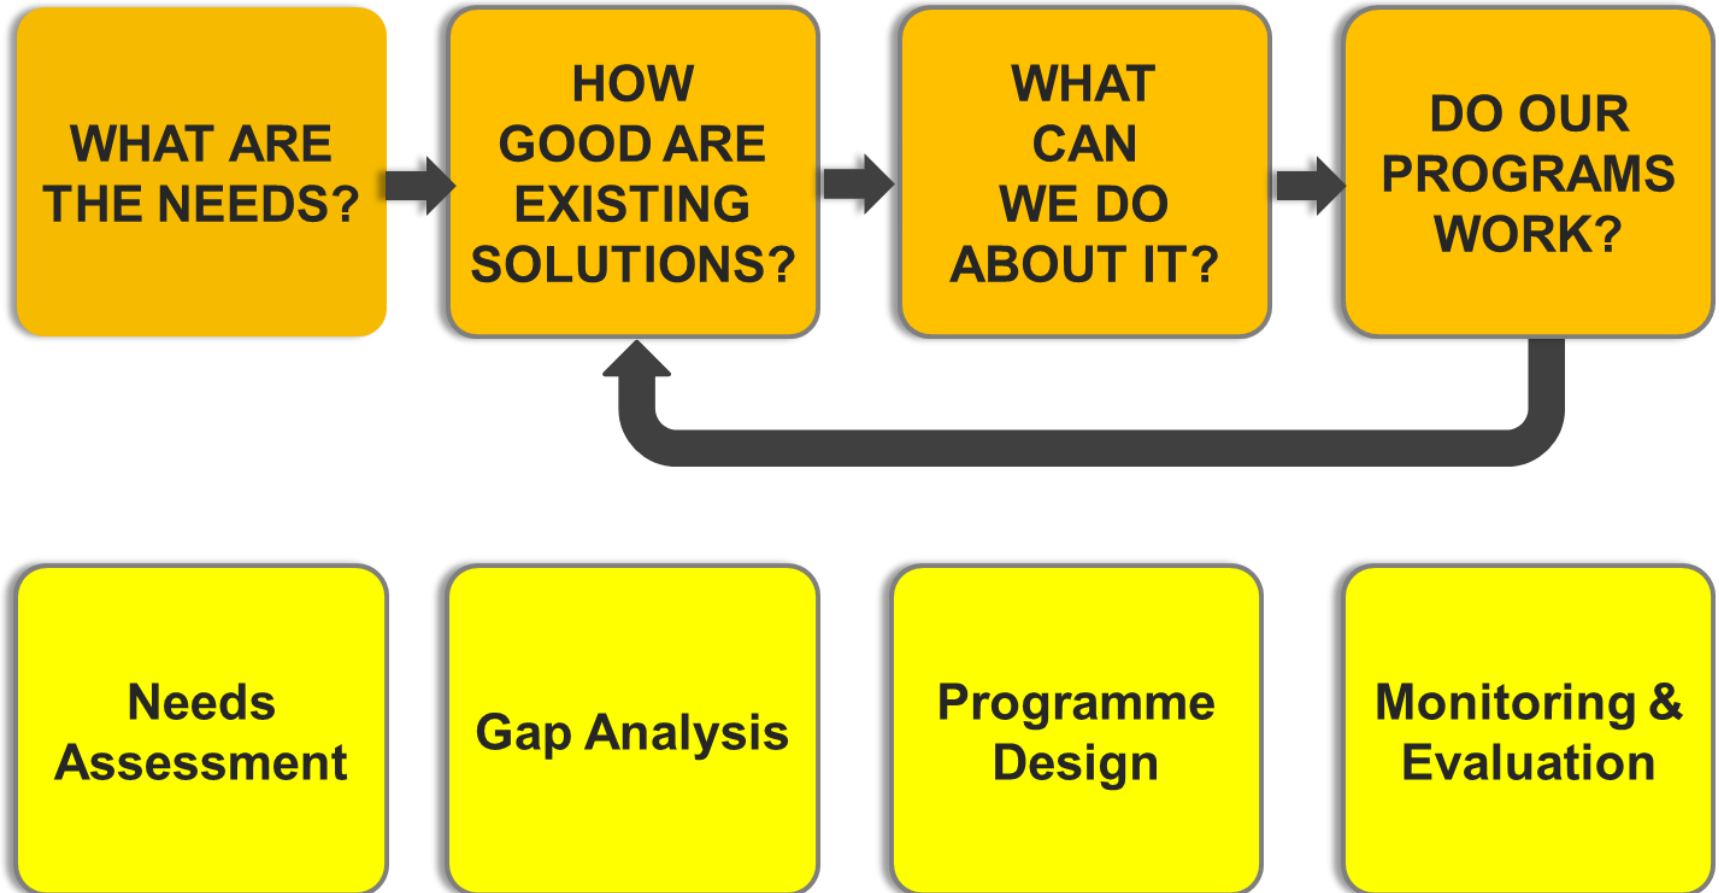 WHAT ARE
THE NEEDS?
HOW
GOOD ARE
EXISTING
SOLUTIONS?
WHAT
CAN
WE DO
ABOUT IT?
DO OUR
PROGRAMS
WORK?
Needs
Assessment
Gap Analysis
Programme
Design
Monitoring &
Evaluation